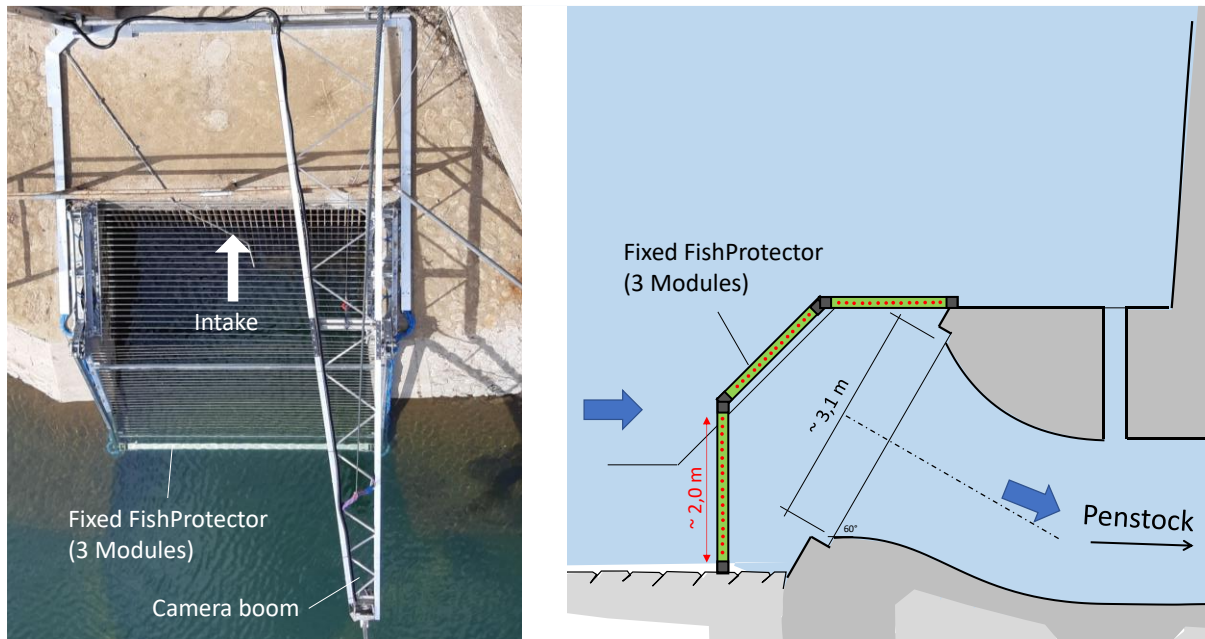 Intake
Fixed FishProtector
(3 Modules)
Camera boom
Fixed FishProtector
(3 Modules)
~ 3,1 m
~ 2,0 m
60°
Penstock